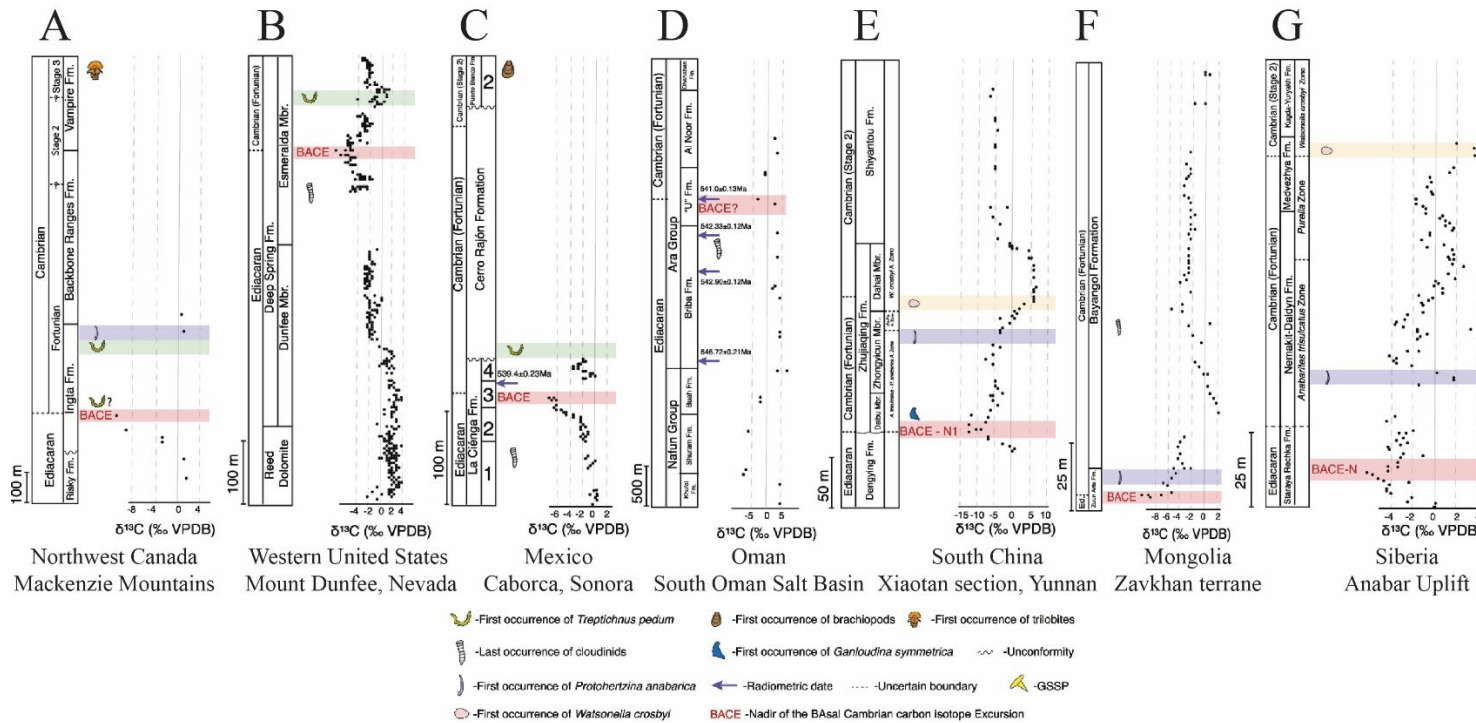 A
B
C
D
E
F
G
Cambrian
Ediacaran
Fortunian
Stage 2
Stage 3
Vampire Fm.
Backbone Ranges Fm.
Ingta Fm.
Risky Fm.
?
BACE
100 m
-8 -4 0 4
δ¹³C (‰ VPDB)
Northwest Canada
Mackenzie Mountains
Cambrian (Fortunian)
Ediacaran
Deep Spring Fm.
Esmeralda Mbr.
Dunfee Mbr.
Reed
Dolomite
BACE
100 m
-4 -2 0 2 4
δ¹³C (‰ VPDB)
Western United States
Mount Dunfee, Nevada
Cambrian (Stage 2)
Puerto Blanco Fm.
2
Cambrian (Fortunian)
Cerro Rajón Formation
Ediacaran
La Ciénga Fm.
4
3
2
1
539.4±0.23Ma
BACE
100 m
-6 -4 -2 0 2
δ¹³C (‰ VPDB)
Mexico
Caborca, Sonora
Cambrian (Fortunian)
Ediacaran
Ara Group
Nafun Group
Al Noor Fm.
"U" Fm.
Birba Fm.
Buah Fm.
Shuram Fm.
Khufai Fm.
541.0±0.13Ma
BACE?
542.33±0.12Ma
542.90±0.12Ma
546.72±0.21Ma
500 m
-5 0 5
δ¹³C (‰ VPDB)
Oman
South Oman Salt Basin
Cambrian (Stage 2)
Cambrian (Fortunian)
Ediacaran
Shiyantou Fm.
Zhujiaqing Fm.
Dahai Mbr.
Zhongyicun Mbr.
Daibu Mbr.
Dengying Fm.
BACE - N1
50 m
-15 -10 -5 0 5 10
δ¹³C (‰ VPDB)
South China
Xiaotan section, Yunnan
Cambrian (Fortunian)
Bayangol Formation
Ed.
BACE
25 m
-8 -4 -2 0 2
δ¹³C (‰ VPDB)
Mongolia
Zavkhan terrane
Cambrian (Stage 2)
Cambrian (Fortunian)
Ediacaran
Kugda-Yuryakh Fm.
Medvezhya Fm.
Nemakit-Daldyn Fm.
Staraya Rechka Fm.
Watsonella crosbyi Zone
Purella Zone
Anabarites trisulcatus Zone
BACE-N
25 m
-4 -2 0 2 4
δ¹³C (‰ VPDB)
Siberia
Anabar Uplift
-First occurrence of Treptichnus pedum
-First occurrence of brachiopods
-First occurrence of trilobites
-Last occurrence of cloudinids
-First occurrence of Ganloudina symmetrica
-Unconformity
-First occurrence of Protohertzina anabarica
-Radiometric date
-Uncertain boundary
-GSSP
-First occurrence of Watsonella crosbyi
BACE -Nadir of the BAsal Cambrian carbon isotope Excursion